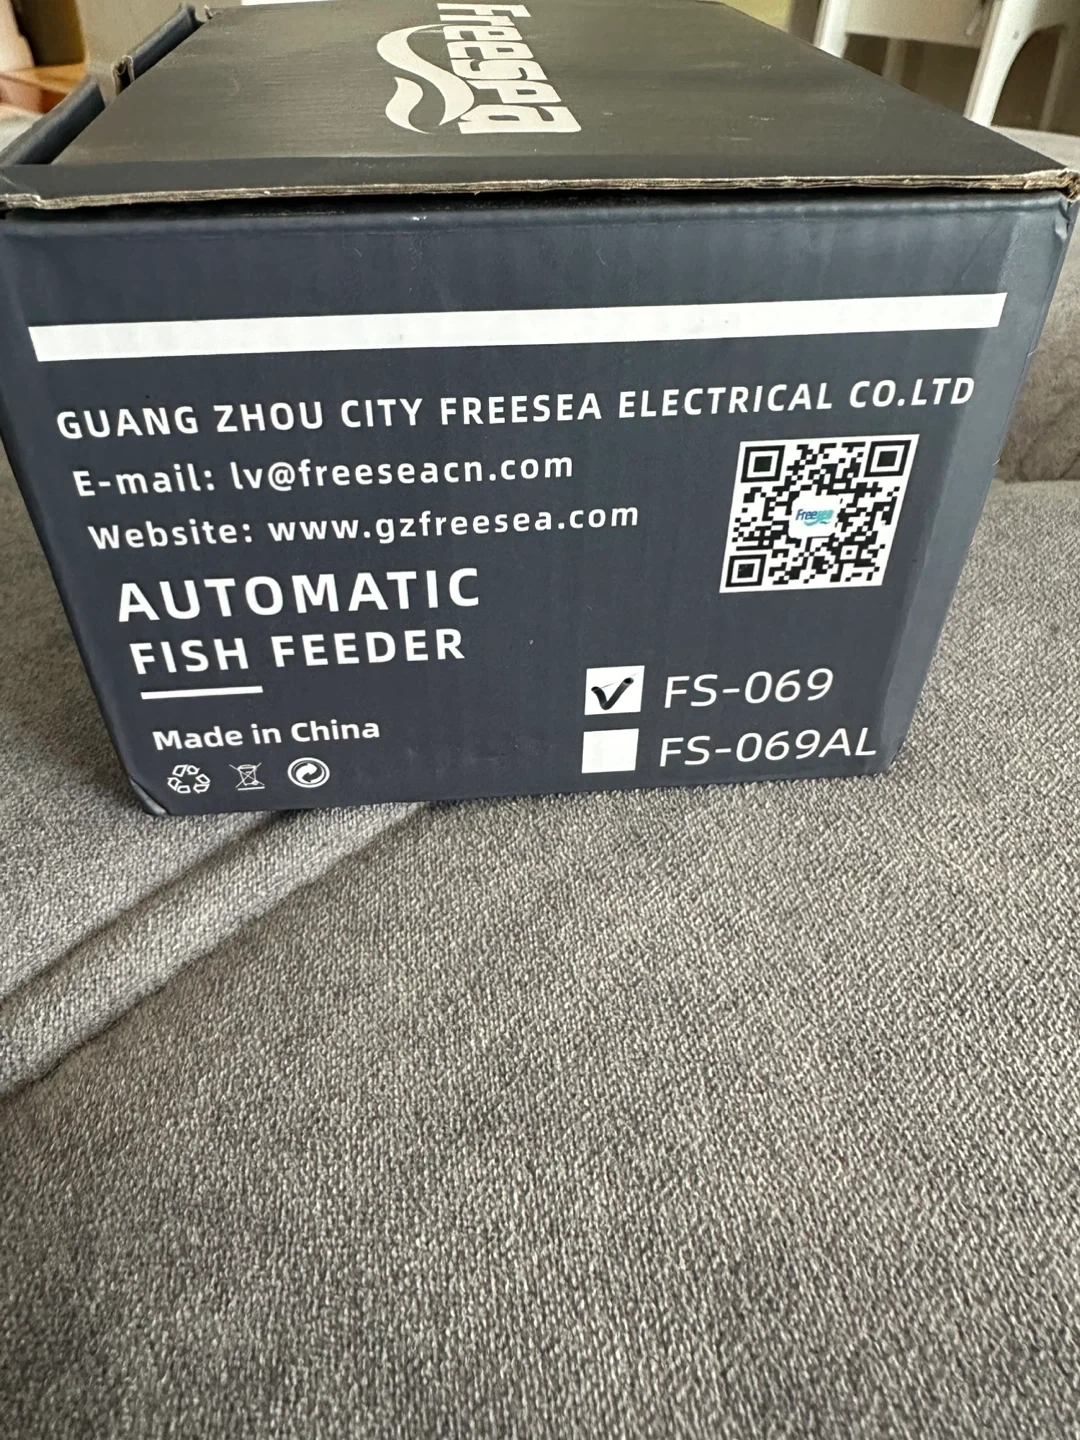 Freesea
GUANG ZHOU CITY FREESEA ELECTRICAL CO.LTD
E-mail: lv@freeseacn.com
Website: www.gzfreesea.com
Freesea
AUTOMATIC
FISH FEEDER
FS-069
FS-069AL
Made in China